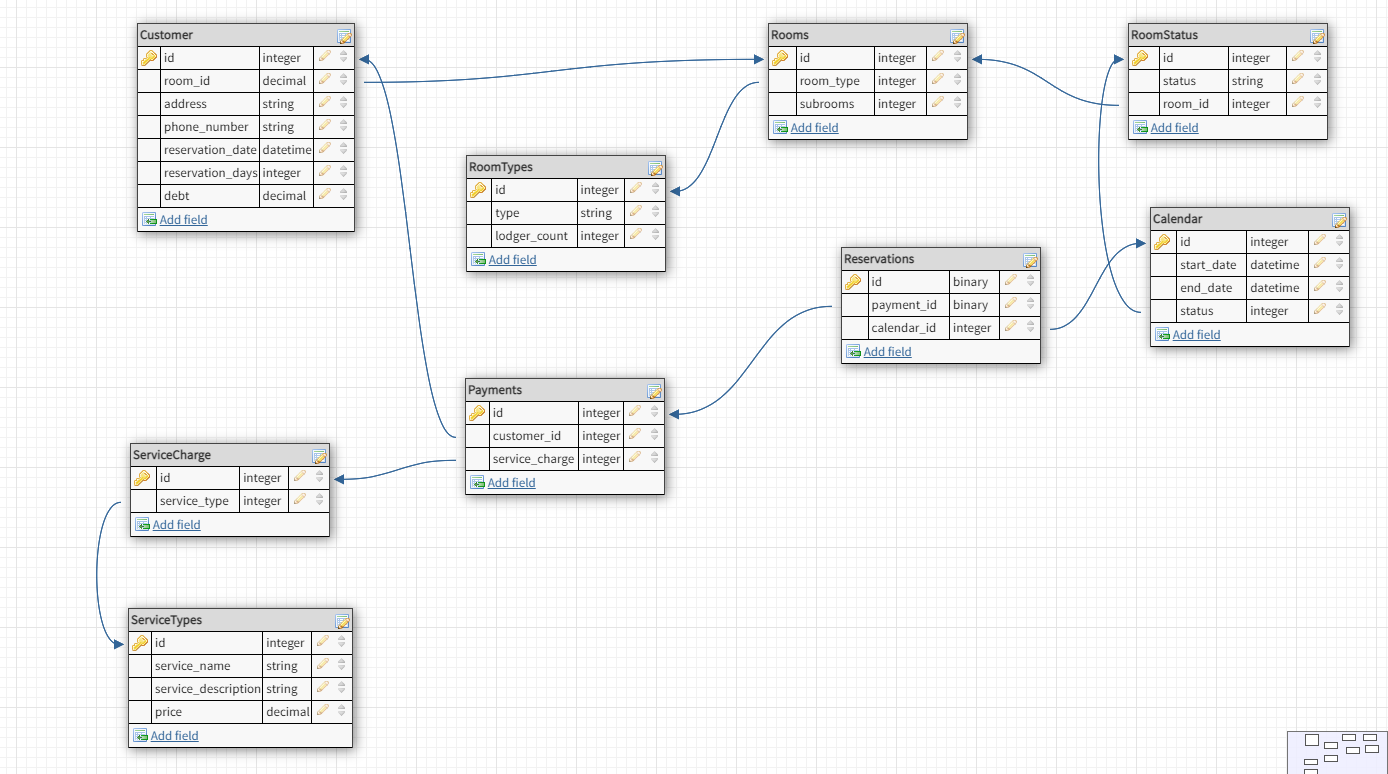 Customer
id integer
room_id decimal
address string
phone_number string
reservation_date datetime
reservation_days integer
debt decimal
Add field
Rooms
id integer
room_type integer
subrooms integer
Add field
RoomStatus
id integer
status string
room_id integer
Add field
RoomTypes
id integer
type string
lodger_count integer
Add field
Calendar
id integer
start_date datetime
end_date datetime
status integer
Add field
Reservations
id binary
payment_id binary
calendar_id integer
Add field
Payments
id integer
customer_id integer
service_charge integer
Add field
ServiceCharge
id integer
service_type integer
Add field
ServiceTypes
id integer
service_name string
service_description string
price decimal
Add field